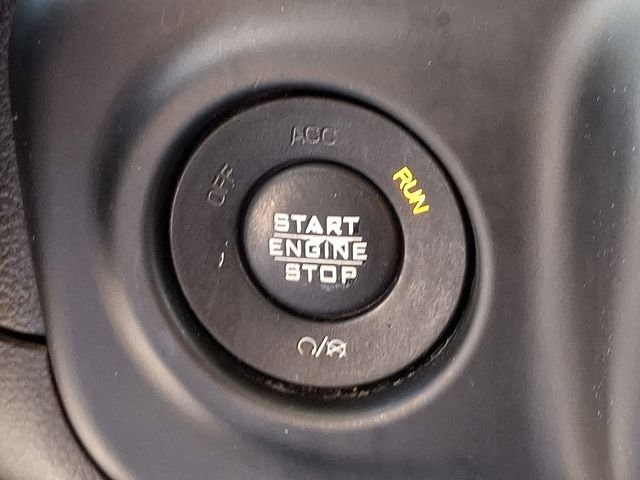 ACC
OFF
RUN
START
ENGINE
STOP